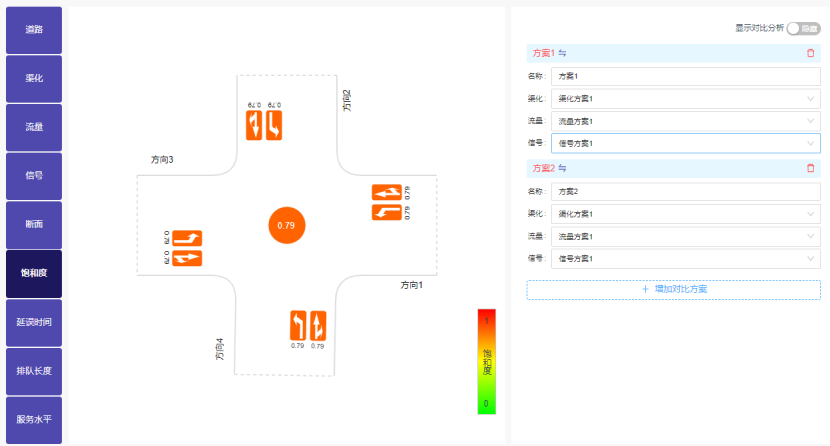 道路
渠化
流量
信号
断面
饱和度
延误时间
排队长度
服务水平
方向2
0.79
0.79
方向3
0.79
0.79
0.79
0.79
0.79
方向1
方向4
0.79
0.79
1
饱和度
0
显示对比分析 隐藏
方案1
名称: 方案1
渠化: 渠化方案1
流量: 流量方案1
信号: 信号方案1
方案2
名称: 方案2
渠化: 渠化方案1
流量: 流量方案1
信号: 信号方案1
+ 增加对比方案